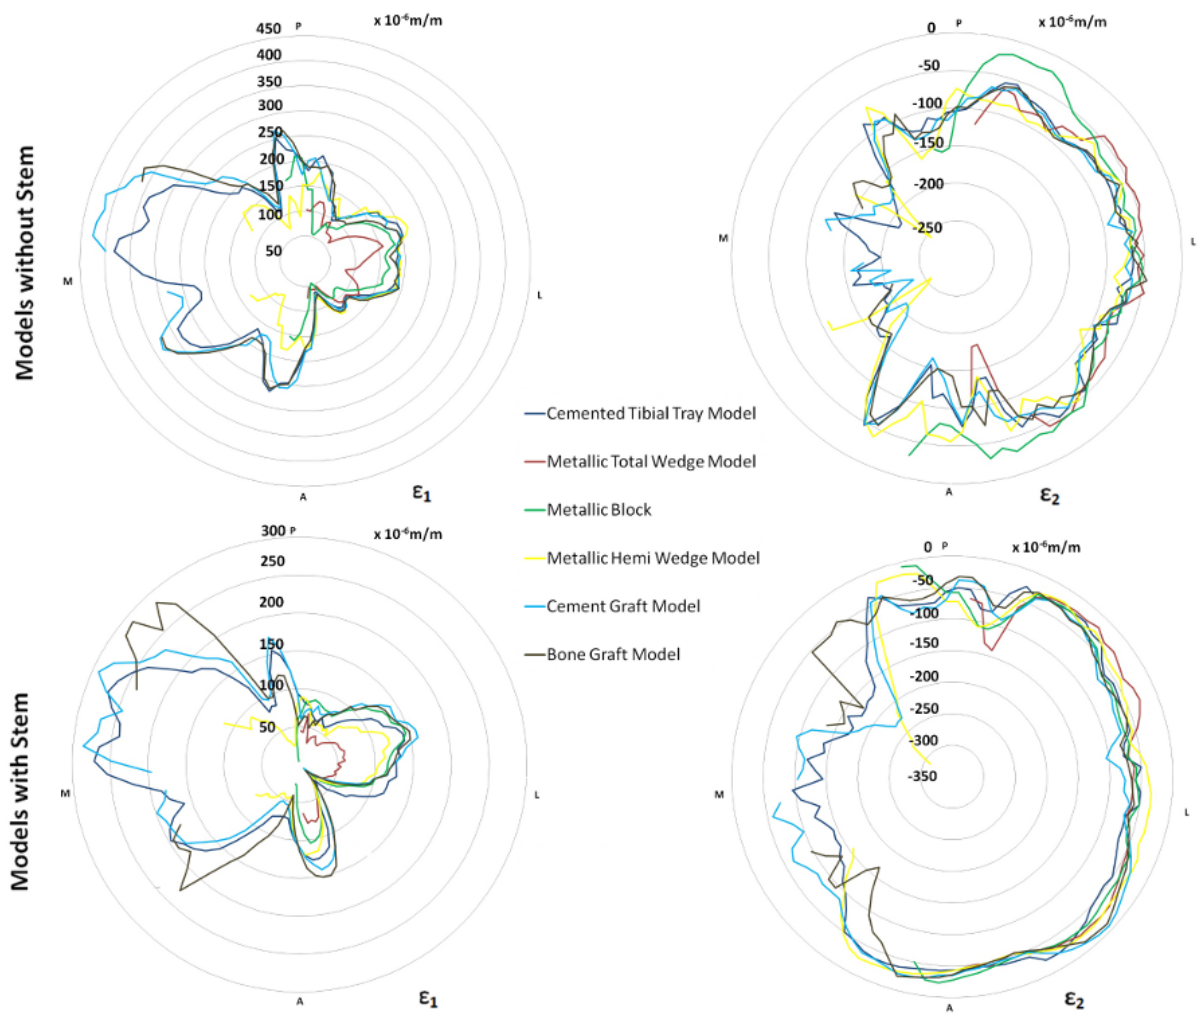 450 P x 10⁻⁶m/m
400
350
300
250
200
150
100
50
M
L
A
ε₁
0 P x 10⁻⁶m/m
-50
-100
-150
-200
-250
M
L
A
ε₂
Models without Stem
Cemented Tibial Tray Model
Metallic Total Wedge Model
Metallic Block
Metallic Hemi Wedge Model
Cement Graft Model
Bone Graft Model
Models with Stem
300 P x 10⁻⁶m/m
250
200
150
100
50
M
L
A
ε₁
0 P x 10⁻⁶m/m
-50
-100
-150
-200
-250
-300
-350
M
L
A
ε₂